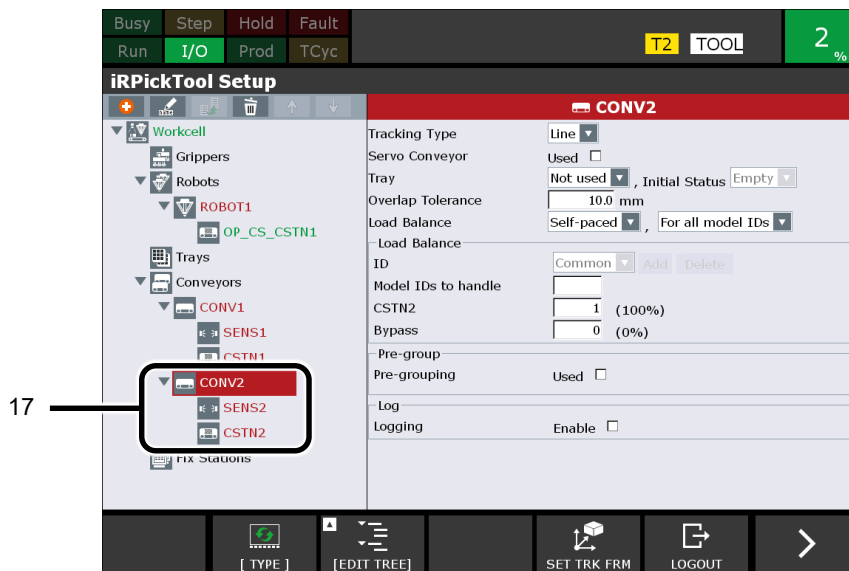 Busy Step Hold Fault
Run I/O Prod TCyc
T2 TOOL 2 %
iRPickTool Setup
CONV2
Workcell
Grippers
Robots
ROBOT1
OP_CS_CSTN1
Trays
Conveyors
CONV1
SENS1
CSTN1
CONV2
SENS2
CSTN2
Fix Stations
17
Tracking Type Line
Servo Conveyor Used
Tray Not used , Initial Status Empty
Overlap Tolerance 10.0 mm
Load Balance Self-paced , For all model IDs
Load Balance
ID Common Add Delete
Model IDs to handle
CSTN2 1 (100%)
Bypass 0 (0%)
Pre-group
Pre-grouping Used
Log
Logging Enable
[ TYPE ] [EDIT TREE] SET TRK FRM LOGOUT